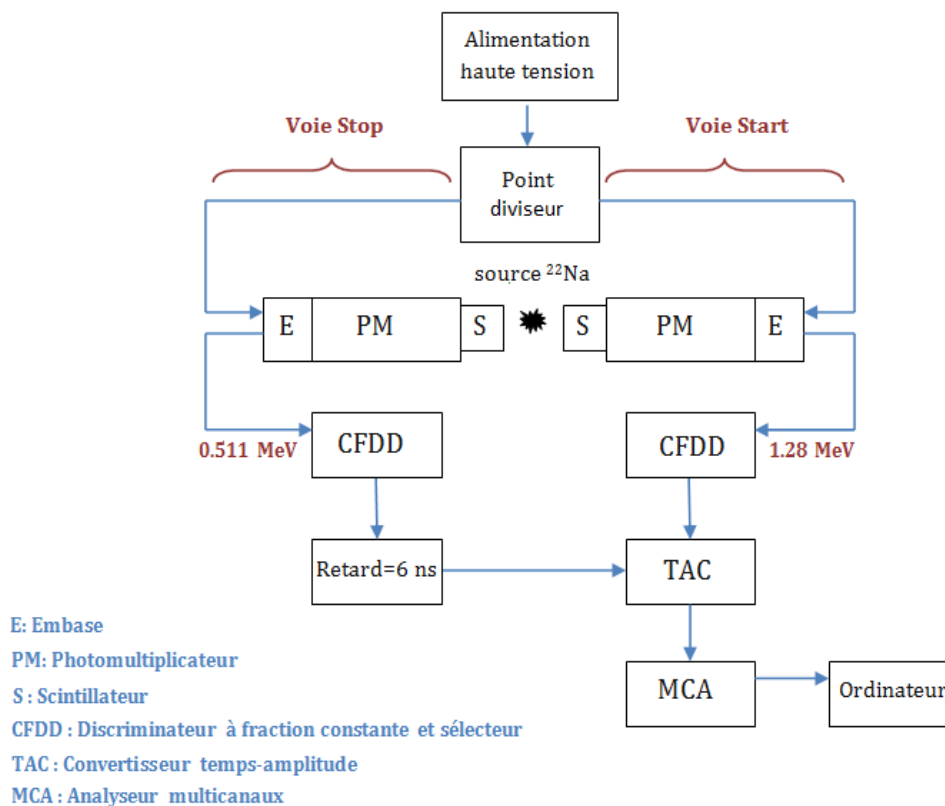 Alimentation
haute tension
Voie Stop
Voie Start
Point
diviseur
source ²²Na
E
PM
S
S
PM
E
0.511 MeV
CFDD
CFDD
1.28 MeV
Retard=6 ns
TAC
E: Embase
PM: Photomultiplicateur
S : Scintillateur
MCA
Ordinateur
CFDD : Discriminateur à fraction constante et sélecteur
TAC : Convertisseur temps-amplitude
MCA : Analyseur multicanaux